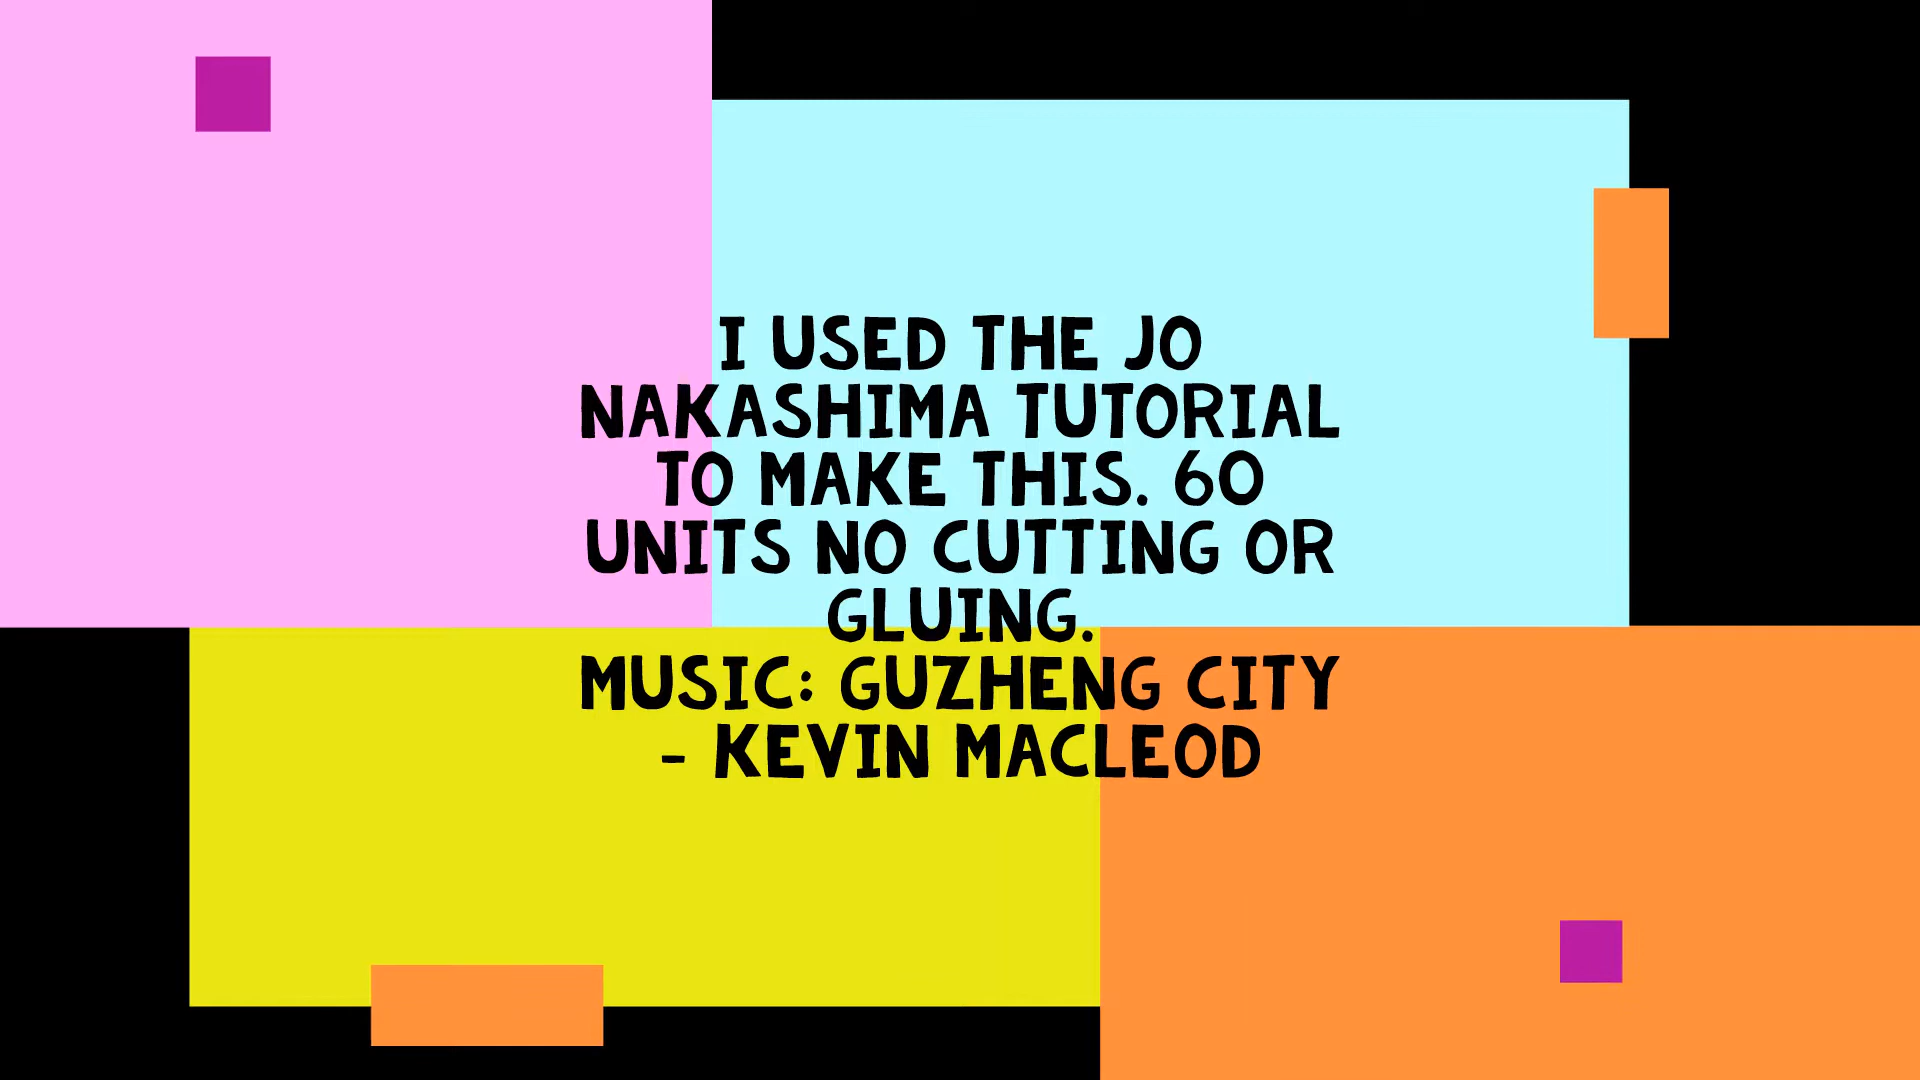 I USED THE JO
NAKASHIMA TUTORIAL
TO MAKE THIS. 60
UNITS NO CUTTING OR
GLUING.
MUSIC: GUZHENG CITY
- KEVIN MACLEOD